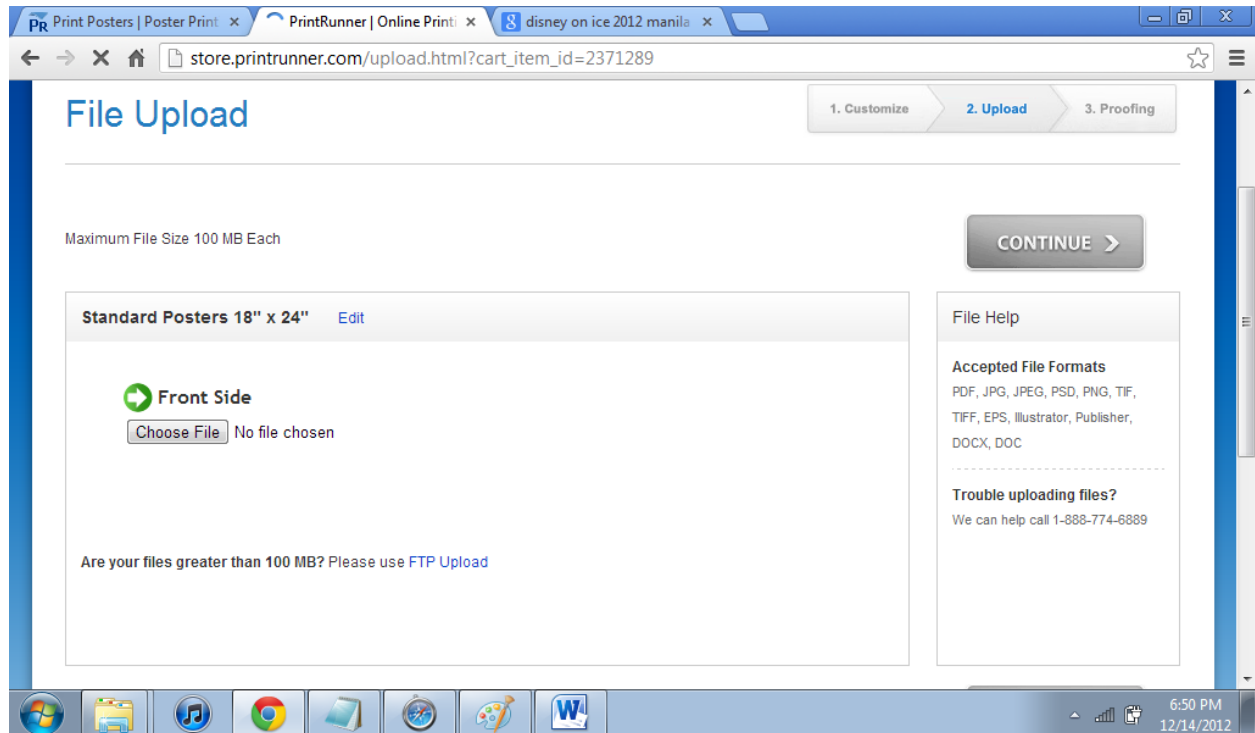 PR Print Posters | Poster Print
PrintRunner | Online Printi
8 disney on ice 2012 manila
store.printrunner.com/upload.html?cart_item_id=2371289
File Upload
1. Customize
2. Upload
3. Proofing
Maximum File Size 100 MB Each
CONTINUE
Standard Posters 18" x 24" Edit
File Help
Front Side
Choose File No file chosen
Accepted File Formats
PDF, JPG, JPEG, PSD, PNG, TIF,
TIFF, EPS, Illustrator, Publisher,
DOCX, DOC
Trouble uploading files?
We can help call 1-888-774-6889
Are your files greater than 100 MB? Please use FTP Upload
W
6:50 PM
12/14/2012